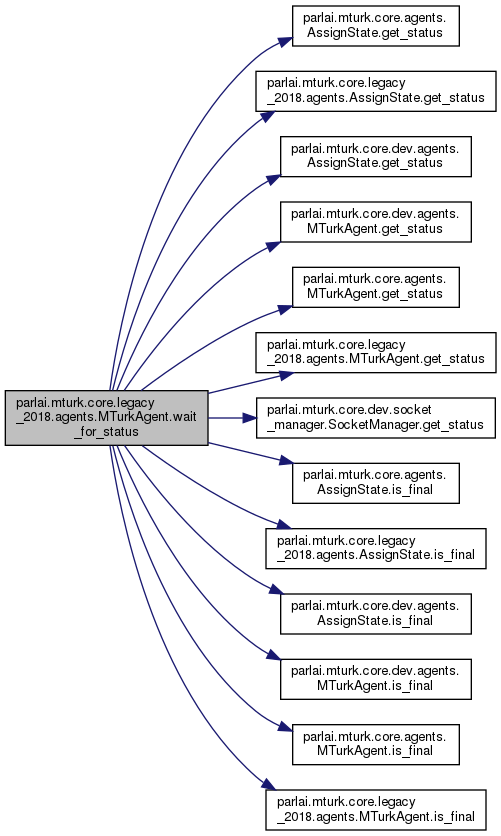 parlai.mturk.core.agents.
AssignState.get_status
parlai.mturk.core.legacy
_2018.agents.AssignState.get_status
parlai.mturk.core.dev.agents.
AssignState.get_status
parlai.mturk.core.dev.agents.
MTurkAgent.get_status
parlai.mturk.core.agents.
MTurkAgent.get_status
parlai.mturk.core.legacy
_2018.agents.MTurkAgent.get_status
parlai.mturk.core.legacy
_2018.agents.MTurkAgent.wait
_for_status
parlai.mturk.core.dev.socket
_manager.SocketManager.get_status
parlai.mturk.core.agents.
AssignState.is_final
parlai.mturk.core.legacy
_2018.agents.AssignState.is_final
parlai.mturk.core.dev.agents.
AssignState.is_final
parlai.mturk.core.dev.agents.
MTurkAgent.is_final
parlai.mturk.core.agents.
MTurkAgent.is_final
parlai.mturk.core.legacy
_2018.agents.MTurkAgent.is_final